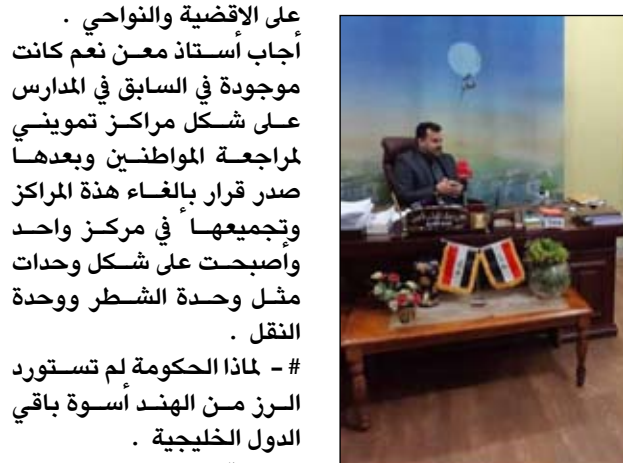 على الاقضية والنواحي .
أجاب أستاذ معن نعم كانت
موجودة في السابق في المدارس
على شكل مراكز تمويني
لمراجعة المواطنين وبعدها
صدر قرار بالغاء هذة المراكز
وتجميعهاً في مركز واحد
وأصبحت على شكل وحدات
مثل وحدة الشطر ووحدة
النقل .
# - لماذا الحكومة لم تستورد
الرز من الهند أسوة باقي
الدول الخليجية .